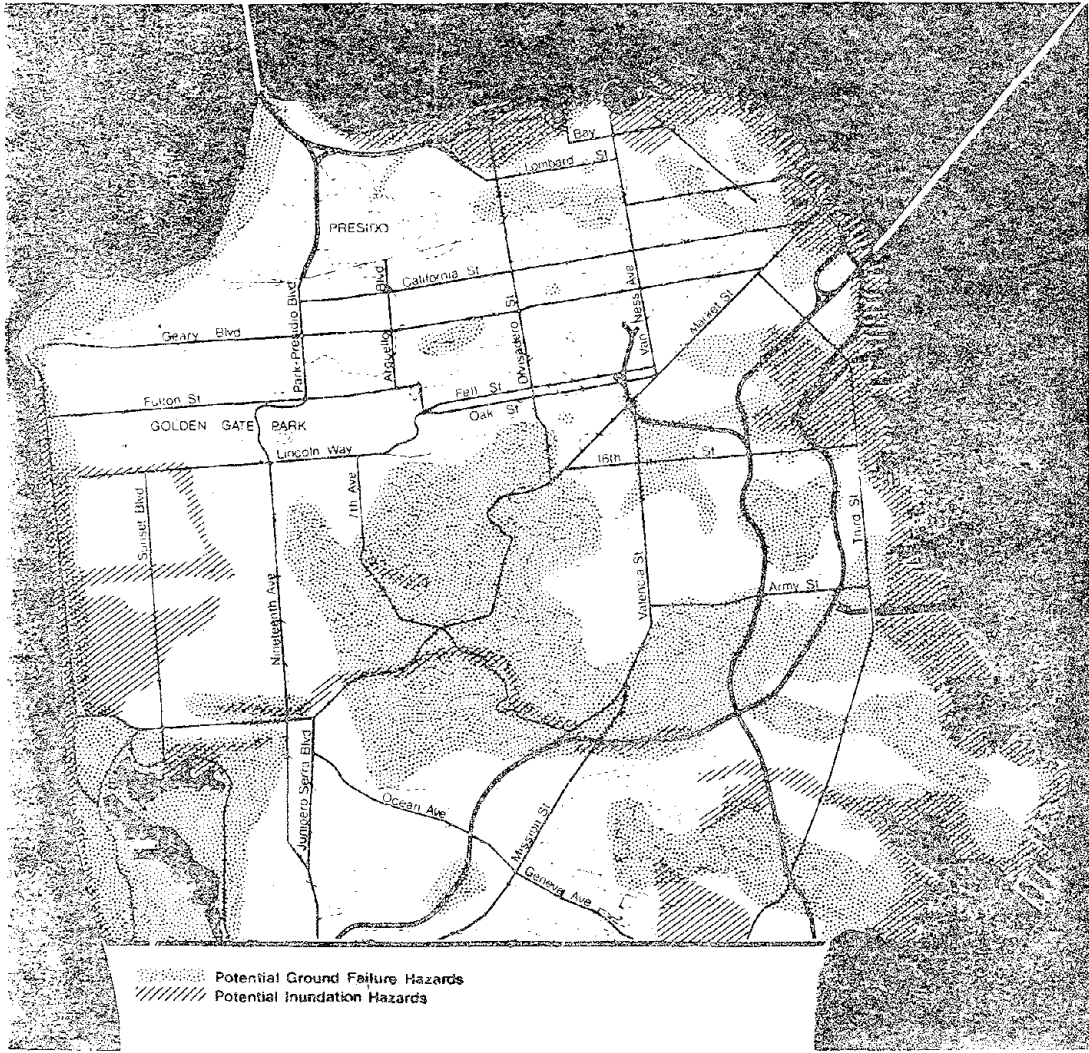 Bay
Lombard St
PRESIDO
California St
Blvd
Arguello
Park-Presidio Blvd
Geary Blvd
Divisadero St
Van Ness Ave
Market St
Fulton St
Fell St
Oak St
GOLDEN GATE PARK
Lincoln Way
16th St
7th Ave
Sunset Blvd
Third St
Valencia St
Army St
Nineteenth Ave
Junipero Serra Blvd
Ocean Ave
Mission St
Geneva Ave
Potential Ground Failure Hazards
Potential Inundation Hazards